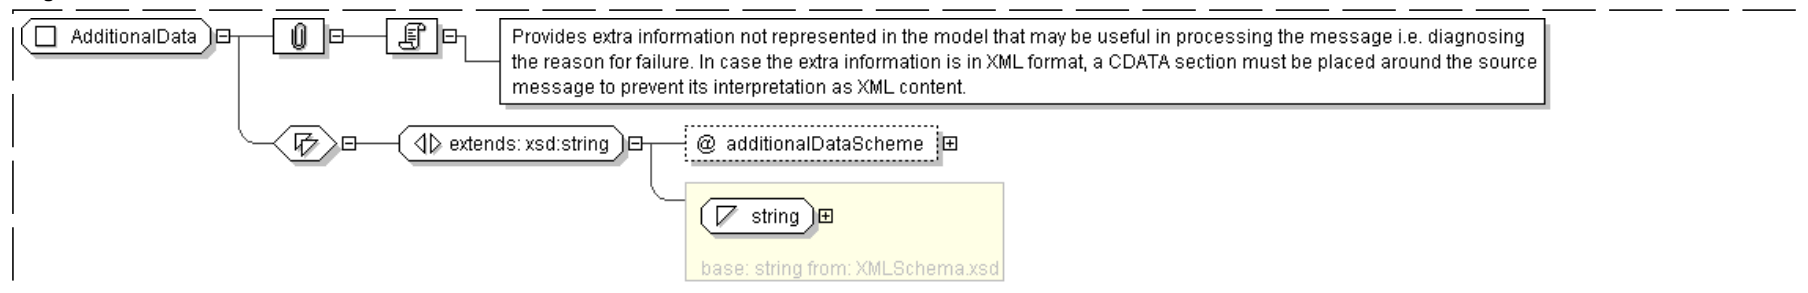 AdditionalData
Provides extra information not represented in the model that may be useful in processing the message i.e. diagnosing
the reason for failure. In case the extra information is in XML format, a CDATA section must be placed around the source
message to prevent its interpretation as XML content.
extends: xsd:string
@ additionalDataScheme
string
base: string from: XMLSchema.xsd